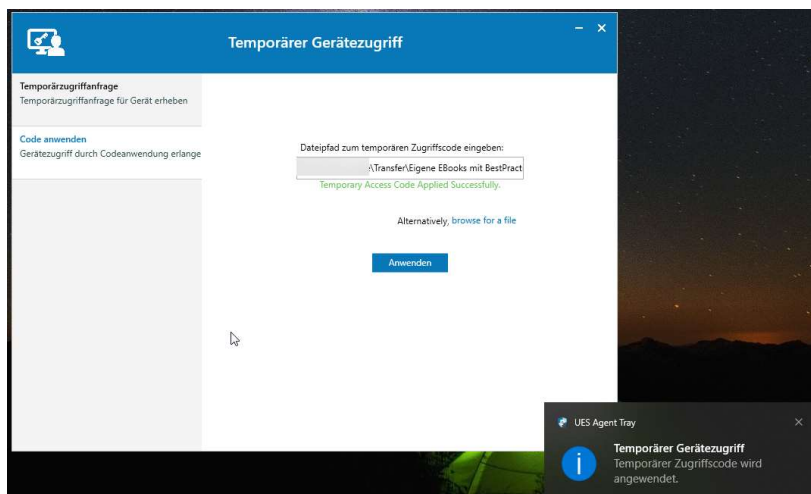 Temporärer Gerätezugriff
Temporärzugriffanfrage
Temporärzugriffanfrage für Gerät erheben
Code anwenden
Gerätezugriff durch Codeanwendung erlange
Dateipfad zum temporären Zugriffscode eingeben:
\Transfer\Eigene EBooks mit BestPract
Temporary Access Code Applied Successfully.
Alternatively, browse for a file
Anwenden
UES Agent Tray
Temporärer Gerätezugriff
Temporärer Zugriffscode wird
angewendet.